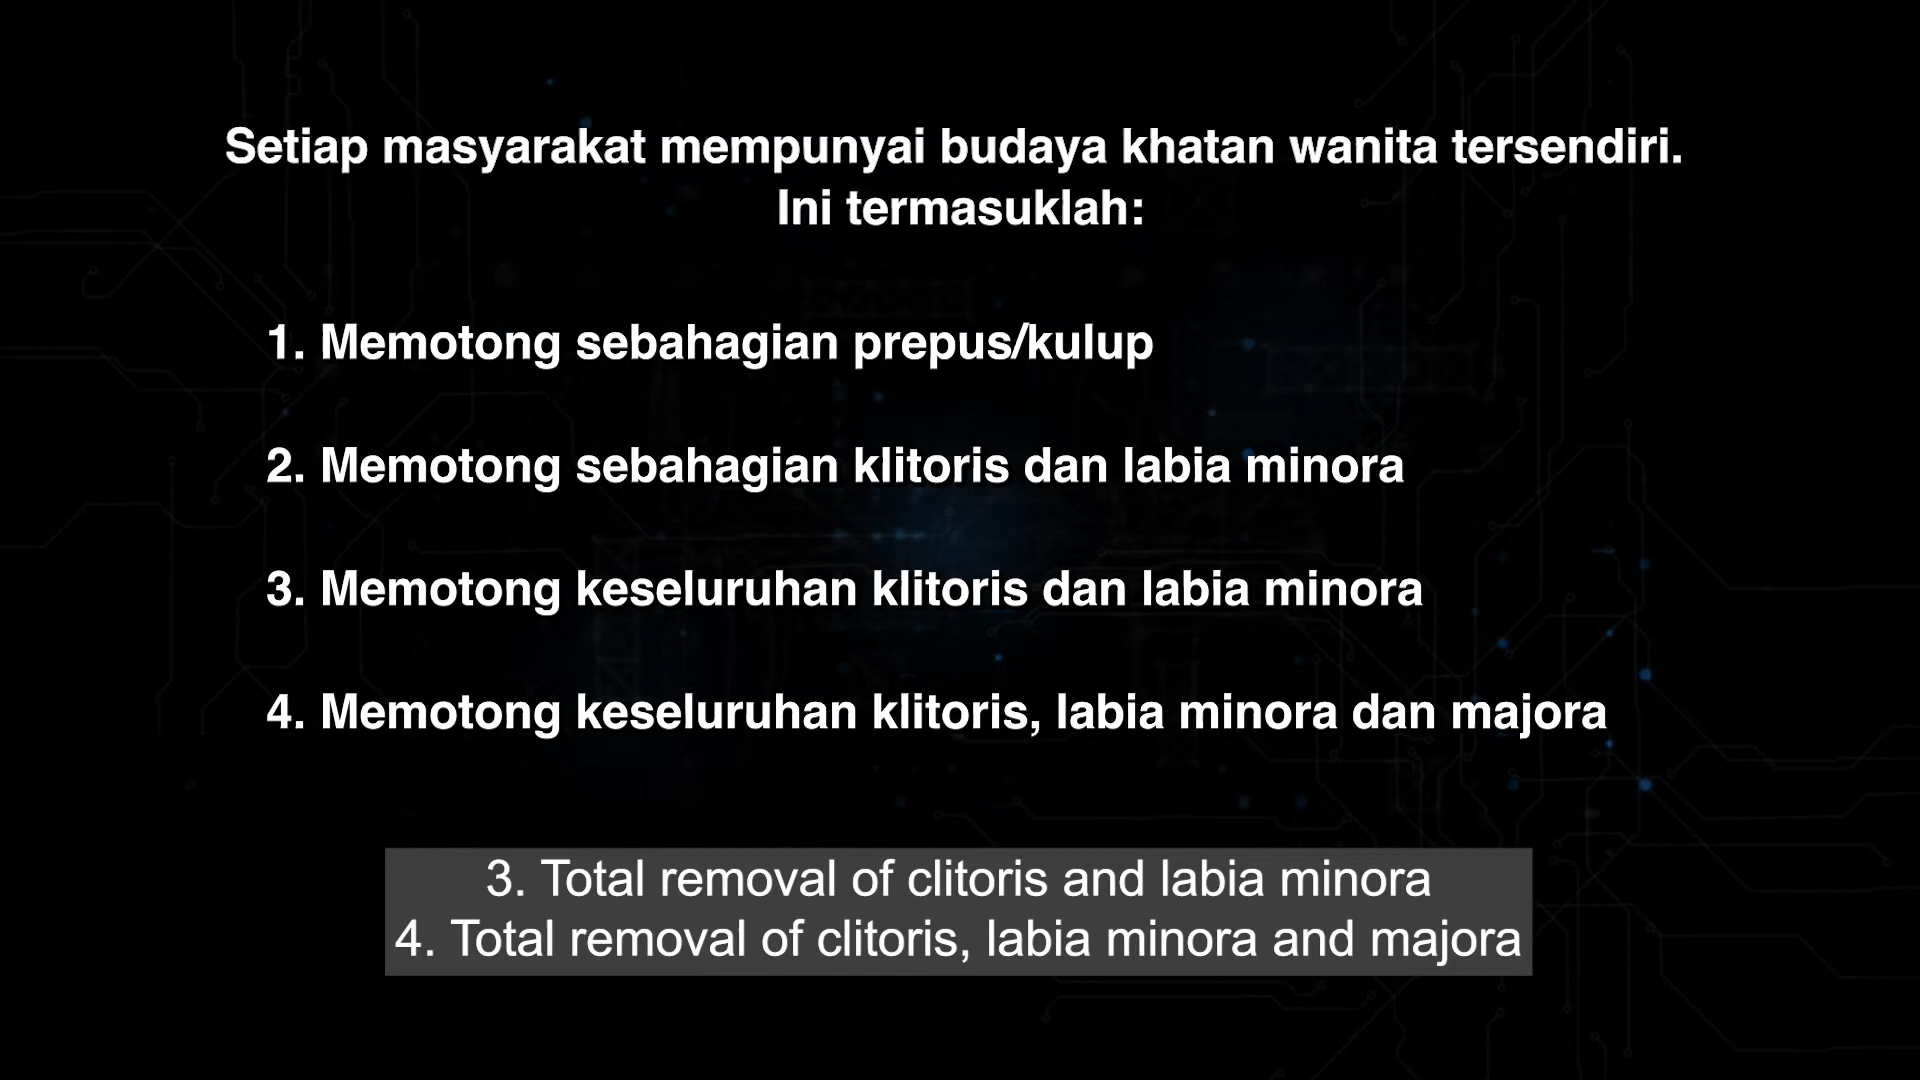 Setiap masyarakat mempunyai budaya khatan wanita tersendiri.
Ini termasuklah:
1. Memotong sebahagian prepus/kulup
2. Memotong sebahagian klitoris dan labia minora
3. Memotong keseluruhan klitoris dan labia minora
4. Memotong keseluruhan klitoris, labia minora dan majora
3. Total removal of clitoris and labia minora
4. Total removal of clitoris, labia minora and majora